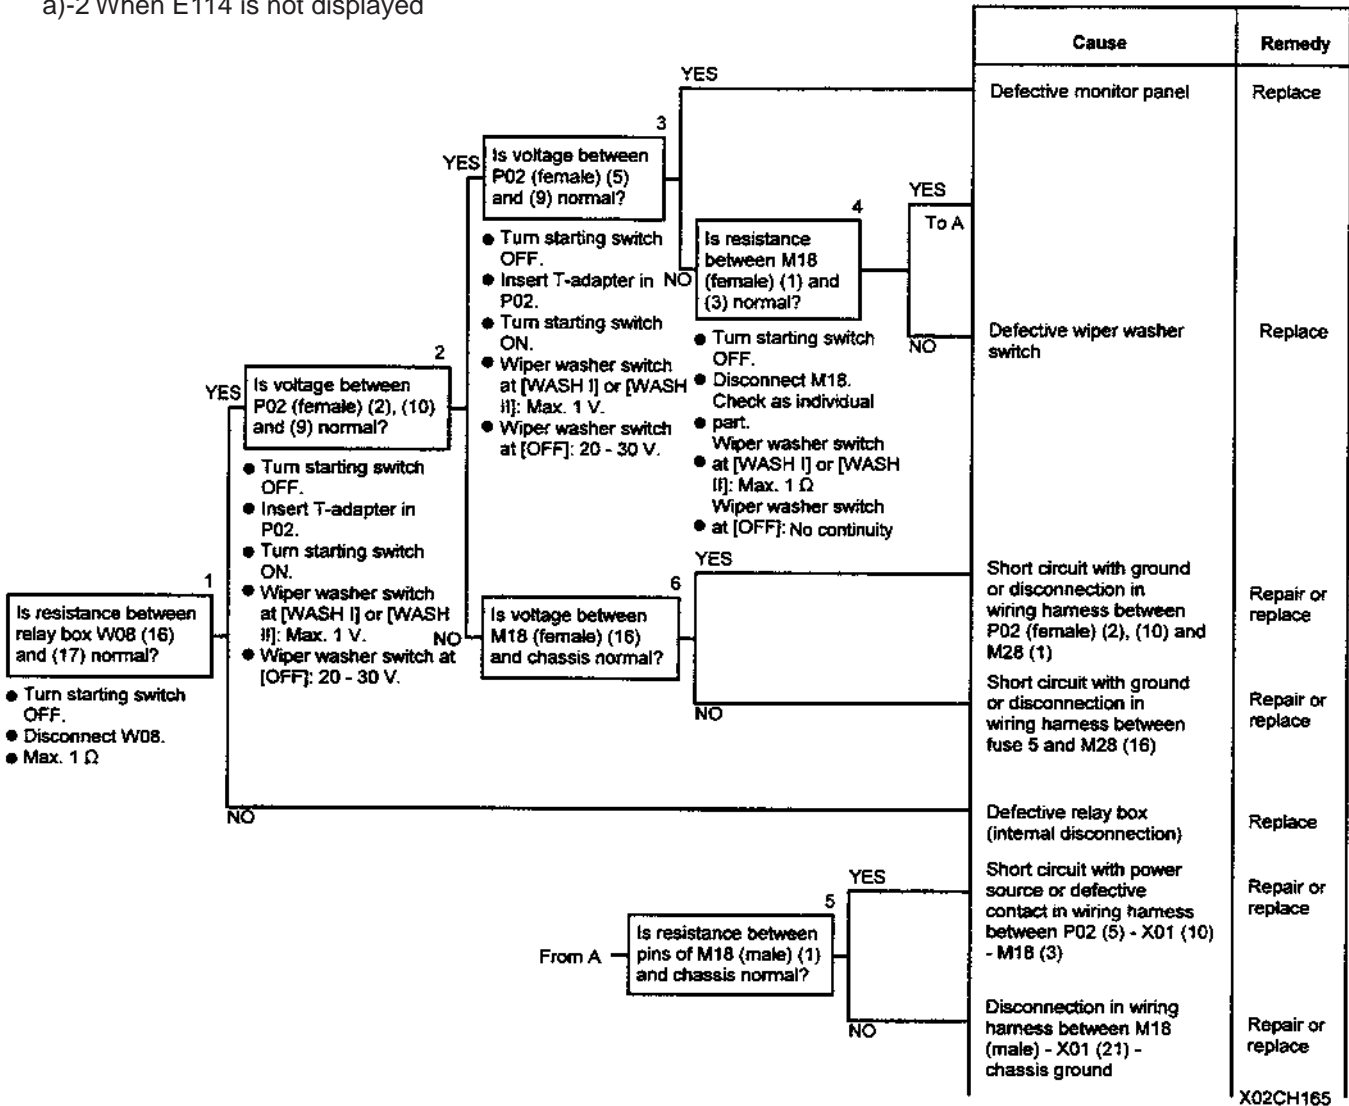 a)-2 When E114 is not displayed
Cause
Remedy
YES
Defective monitor panel
Replace
3
YES
Is voltage between
P02 (female) (5)
and (9) normal?
● Turn starting switch
OFF.
● Insert T-adapter in
P02.
● Turn starting switch
ON.
● Wiper washer switch
at [WASH I] or [WASH
II]: Max. 1 V.
● Wiper washer switch
at [OFF]: 20 - 30 V.
NO
4
Is resistance
between M18
(female) (1) and
(3) normal?
● Turn starting switch
OFF.
● Disconnect M18.
Check as individual
● part.
Wiper washer switch
● at [WASH I] or [WASH
II]: Max. 1 Ω
Wiper washer switch
● at [OFF]: No continuity
YES
To A
NO
Defective wiper washer
switch
Replace
2
YES
Is voltage between
P02 (female) (2), (10)
and (9) normal?
● Turn starting switch
OFF.
● Insert T-adapter in
P02.
● Turn starting switch
ON.
● Wiper washer switch
at [WASH I] or [WASH
II]: Max. 1 V.
● Wiper washer switch at
[OFF]: 20 - 30 V.
NO
6
Is voltage between
M18 (female) (16)
and chassis normal?
YES
Short circuit with ground
or disconnection in
wiring harness between
P02 (female) (2), (10) and
M28 (1)
Repair or
replace
NO
Short circuit with ground
or disconnection in
wiring harness between
fuse 5 and M28 (16)
Repair or
replace
1
Is resistance between
relay box W08 (16)
and (17) normal?
● Turn starting switch
OFF.
● Disconnect W08.
● Max. 1 Ω
NO
Defective relay box
(internal disconnection)
Replace
From A
5
Is resistance between
pins of M18 (male) (1)
and chassis normal?
YES
Short circuit with power
source or defective
contact in wiring harness
between P02 (5) - X01 (10)
- M18 (3)
Repair or
replace
NO
Disconnection in wiring
harness between M18
(male) - X01 (21) -
chassis ground
Repair or
replace
X02CH165